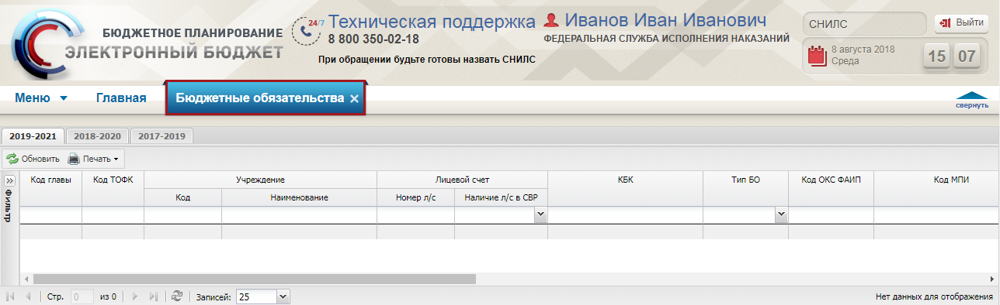 БЮДЖЕТНОЕ ПЛАНИРОВАНИЕ
ЭЛЕКТРОННЫЙ БЮДЖЕТ
24/7 Техническая поддержка
8 800 350-02-18
При обращении будьте готовы назвать СНИЛС
Иванов Иван Иванович
ФЕДЕРАЛЬНАЯ СЛУЖБА ИСПОЛНЕНИЯ НАКАЗАНИЙ
СНИЛС
Выйти
8 августа 2018
Среда
15 07
Меню Главная Бюджетные обязательства
свернуть
2019-2021 2018-2020 2017-2019
Обновить Печать
Фильтр
Код главы Код ТОФК Учреждение Лицевой счет КБК Тип БО Код ОКС ФАИП Код МПИ
Код Наименование Номер л/с Наличие л/с в СВР
Стр. 0 из 0 Записей: 25 Нет данных для отображения